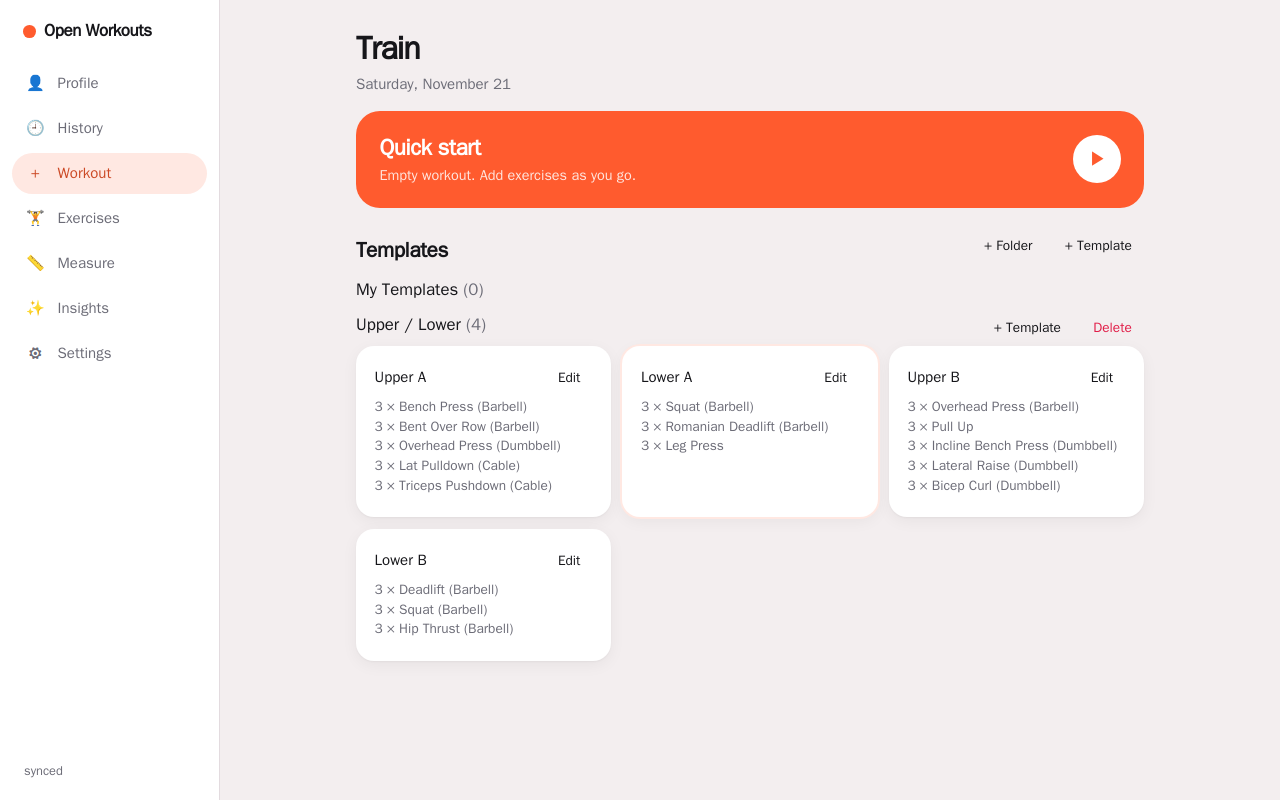 Open Workouts
Profile
History
+ Workout
Exercises
Measure
Insights
Settings
synced
Train
Saturday, November 21
Quick start
Empty workout. Add exercises as you go.
Templates
+ Folder
+ Template
My Templates (0)
Upper / Lower (4)
+ Template
Delete
Upper A
Edit
3 × Bench Press (Barbell)
3 × Bent Over Row (Barbell)
3 × Overhead Press (Dumbbell)
3 × Lat Pulldown (Cable)
3 × Triceps Pushdown (Cable)
Lower A
Edit
3 × Squat (Barbell)
3 × Romanian Deadlift (Barbell)
3 × Leg Press
Upper B
Edit
3 × Overhead Press (Barbell)
3 × Pull Up
3 × Incline Bench Press (Dumbbell)
3 × Lateral Raise (Dumbbell)
3 × Bicep Curl (Dumbbell)
Lower B
Edit
3 × Deadlift (Barbell)
3 × Squat (Barbell)
3 × Hip Thrust (Barbell)